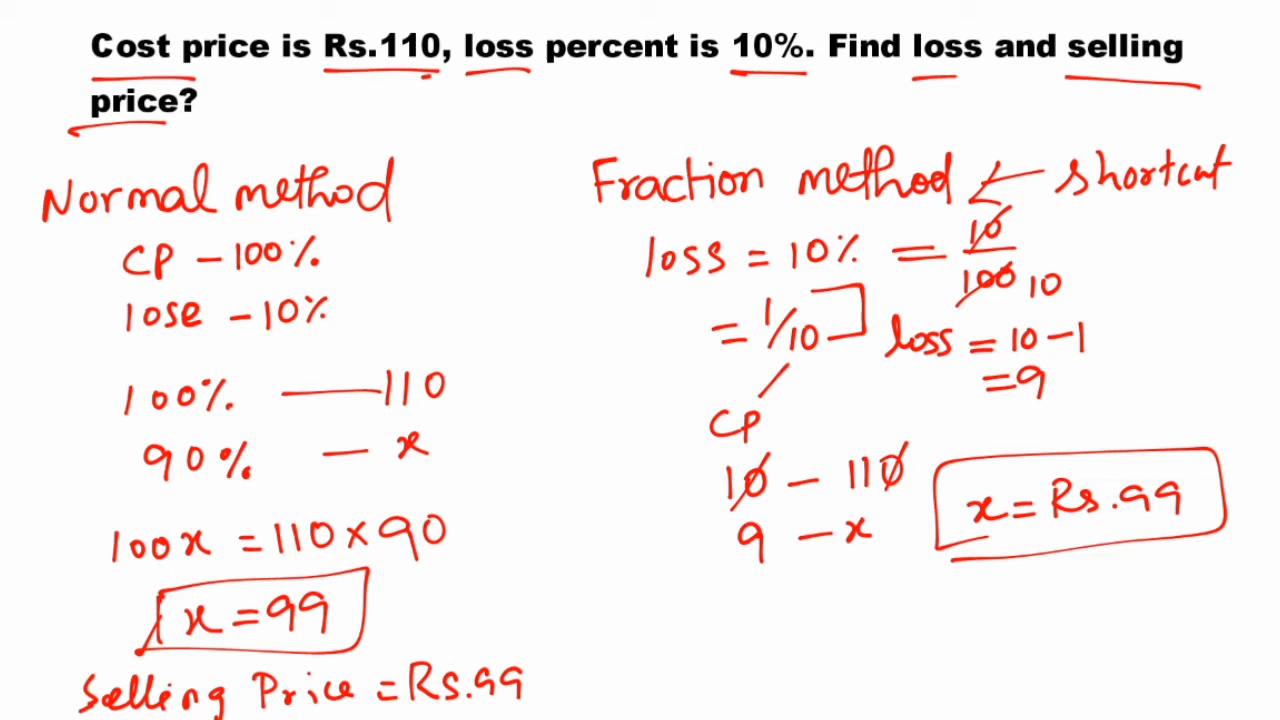 Cost price is Rs.110, loss percent is 10%. Find loss and selling
price?
Normal method
CP - 100%
lose - 10%
100% — 110
90% — x
100x = 110 × 90
x = 99
Selling Price = Rs.99
Fraction method ← shortcut
loss = 10% = 10/100 10
= 1/10
loss = 10 - 1
= 9
CP
10 - 110
9 - x
x = Rs.99